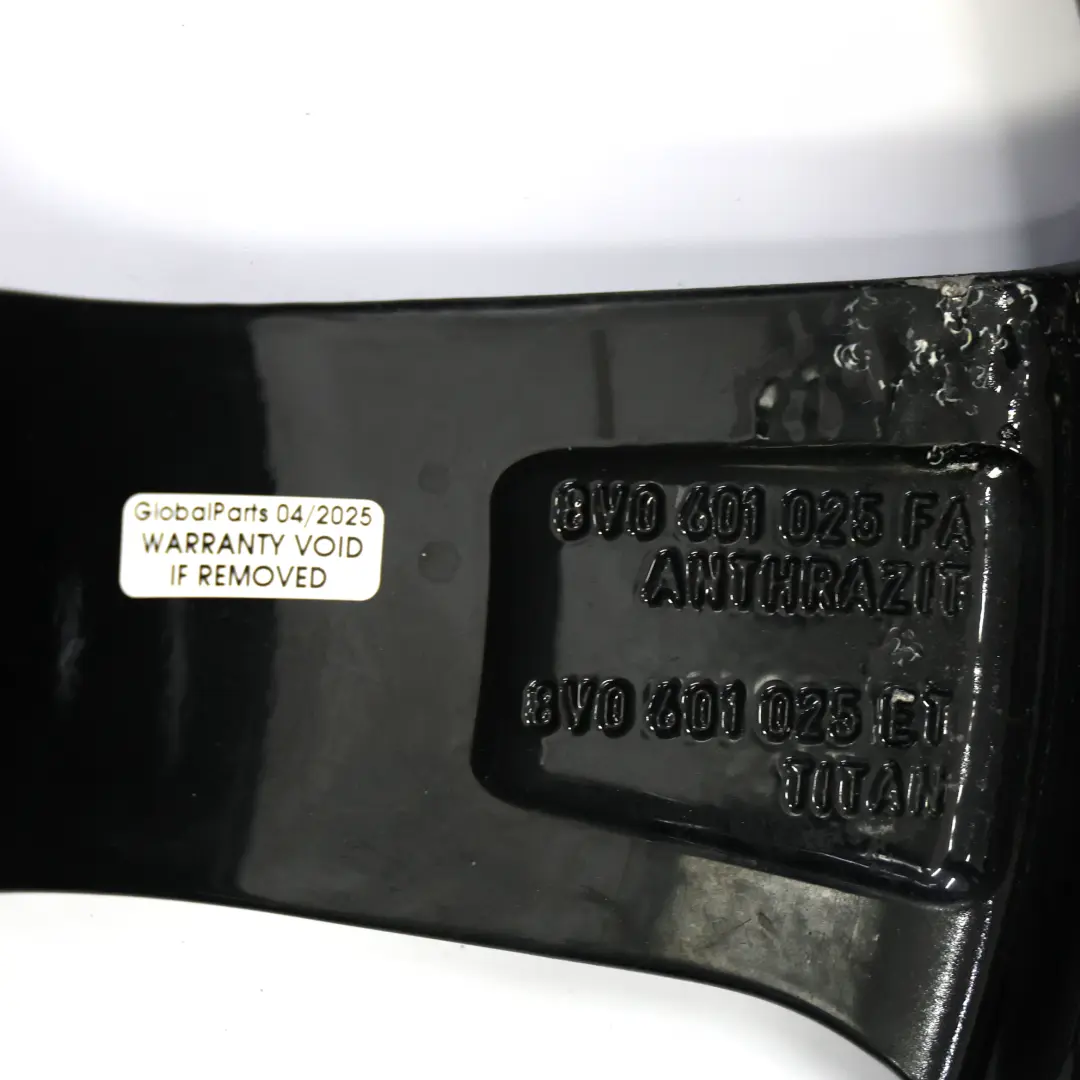 GlobalParts 04/2025
WARRANTY VOID
IF REMOVED
8V0 601 025 FA
ANTHRAZIT
8V0 601 025 ET
TITAN